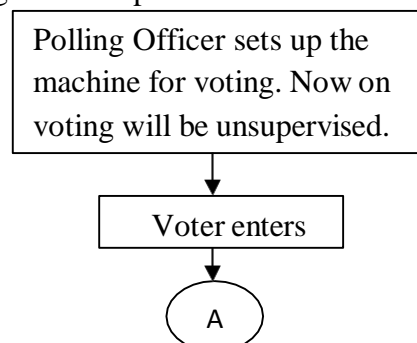 Polling Officer sets up the
machine for voting. Now on
voting will be unsupervised.
Voter enters
A